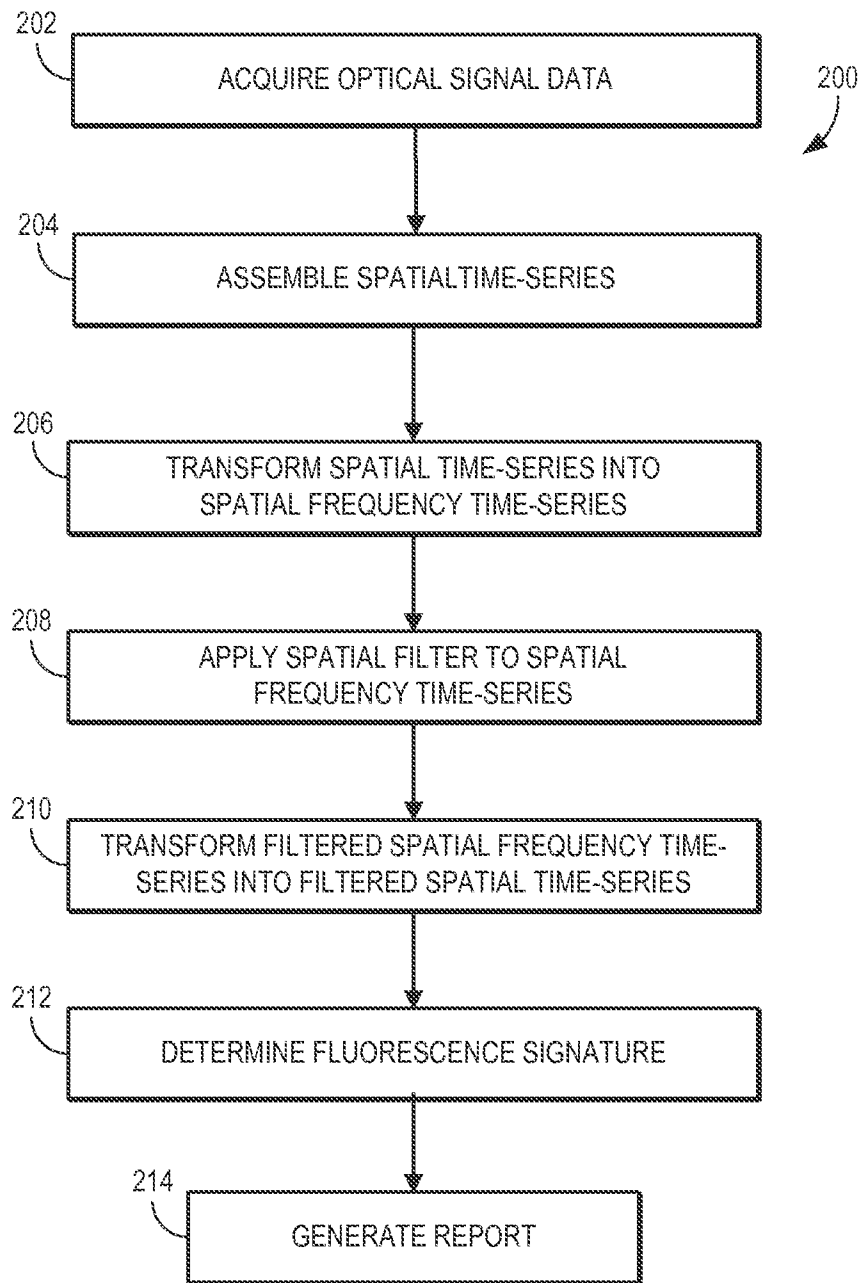 202
ACQUIRE OPTICAL SIGNAL DATA
200
204
ASSEMBLE SPATIALTIME-SERIES
206
TRANSFORM SPATIAL TIME-SERIES INTO
SPATIAL FREQUENCY TIME-SERIES
208
APPLY SPATIAL FILTER TO SPATIAL
FREQUENCY TIME-SERIES
210
TRANSFORM FILTERED SPATIAL FREQUENCY TIME-
SERIES INTO FILTERED SPATIAL TIME-SERIES
212
DETERMINE FLUORESCENCE SIGNATURE
214
GENERATE REPORT